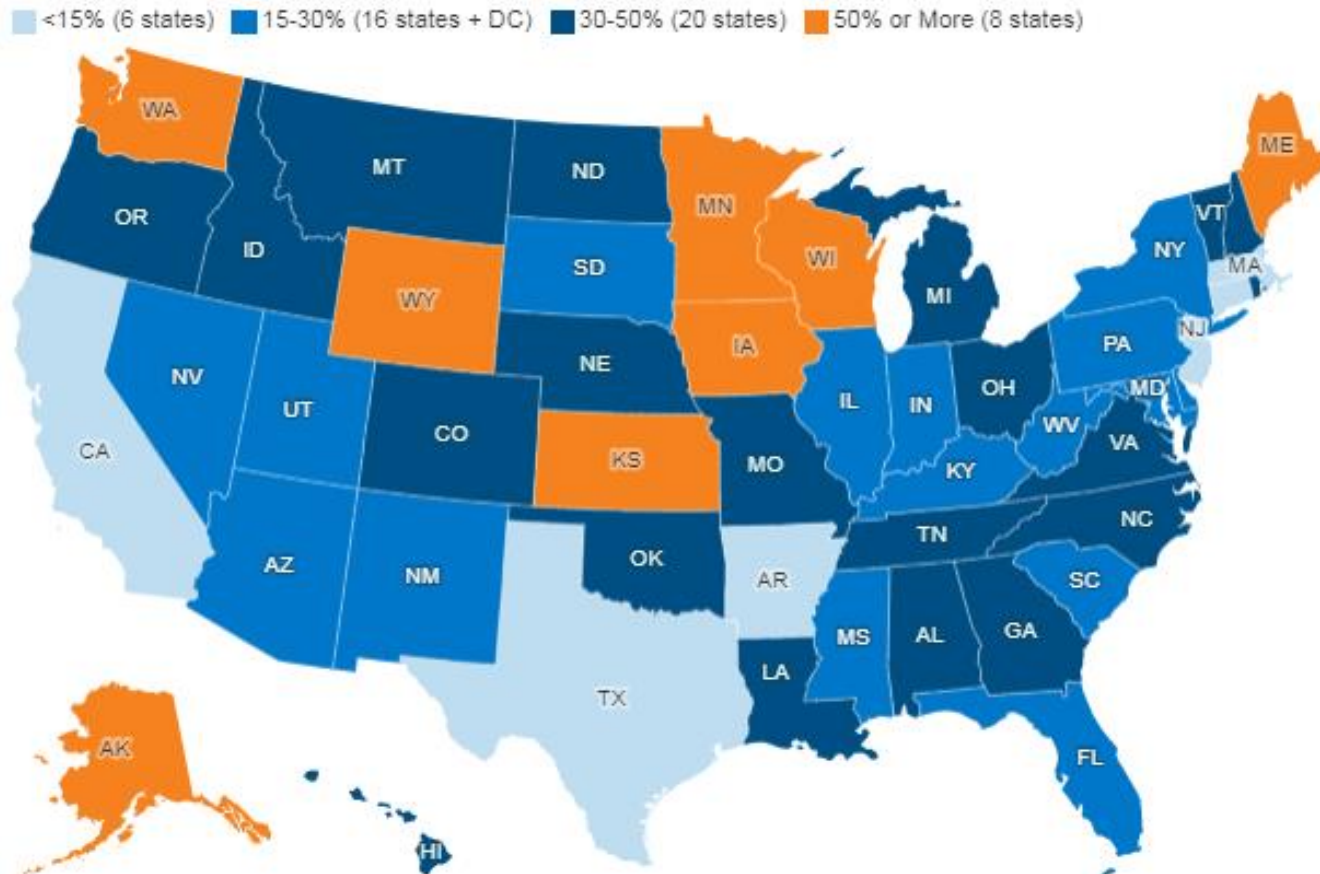 <15% (6 states) 15-30% (16 states + DC) 30-50% (20 states) 50% or More (8 states)
WA
ME
MT
ND
VT
MN
OR
NY
MA
ID
WI
SD
MI
WY
NJ
IA
PA
NE
NV
OH
MD
UT
IL
IN
CO
WV
CA
VA
KS
MO
KY
NC
TN
OK
AZ
NM
AR
SC
GA
AL
MS
LA
TX
AK
FL
HI